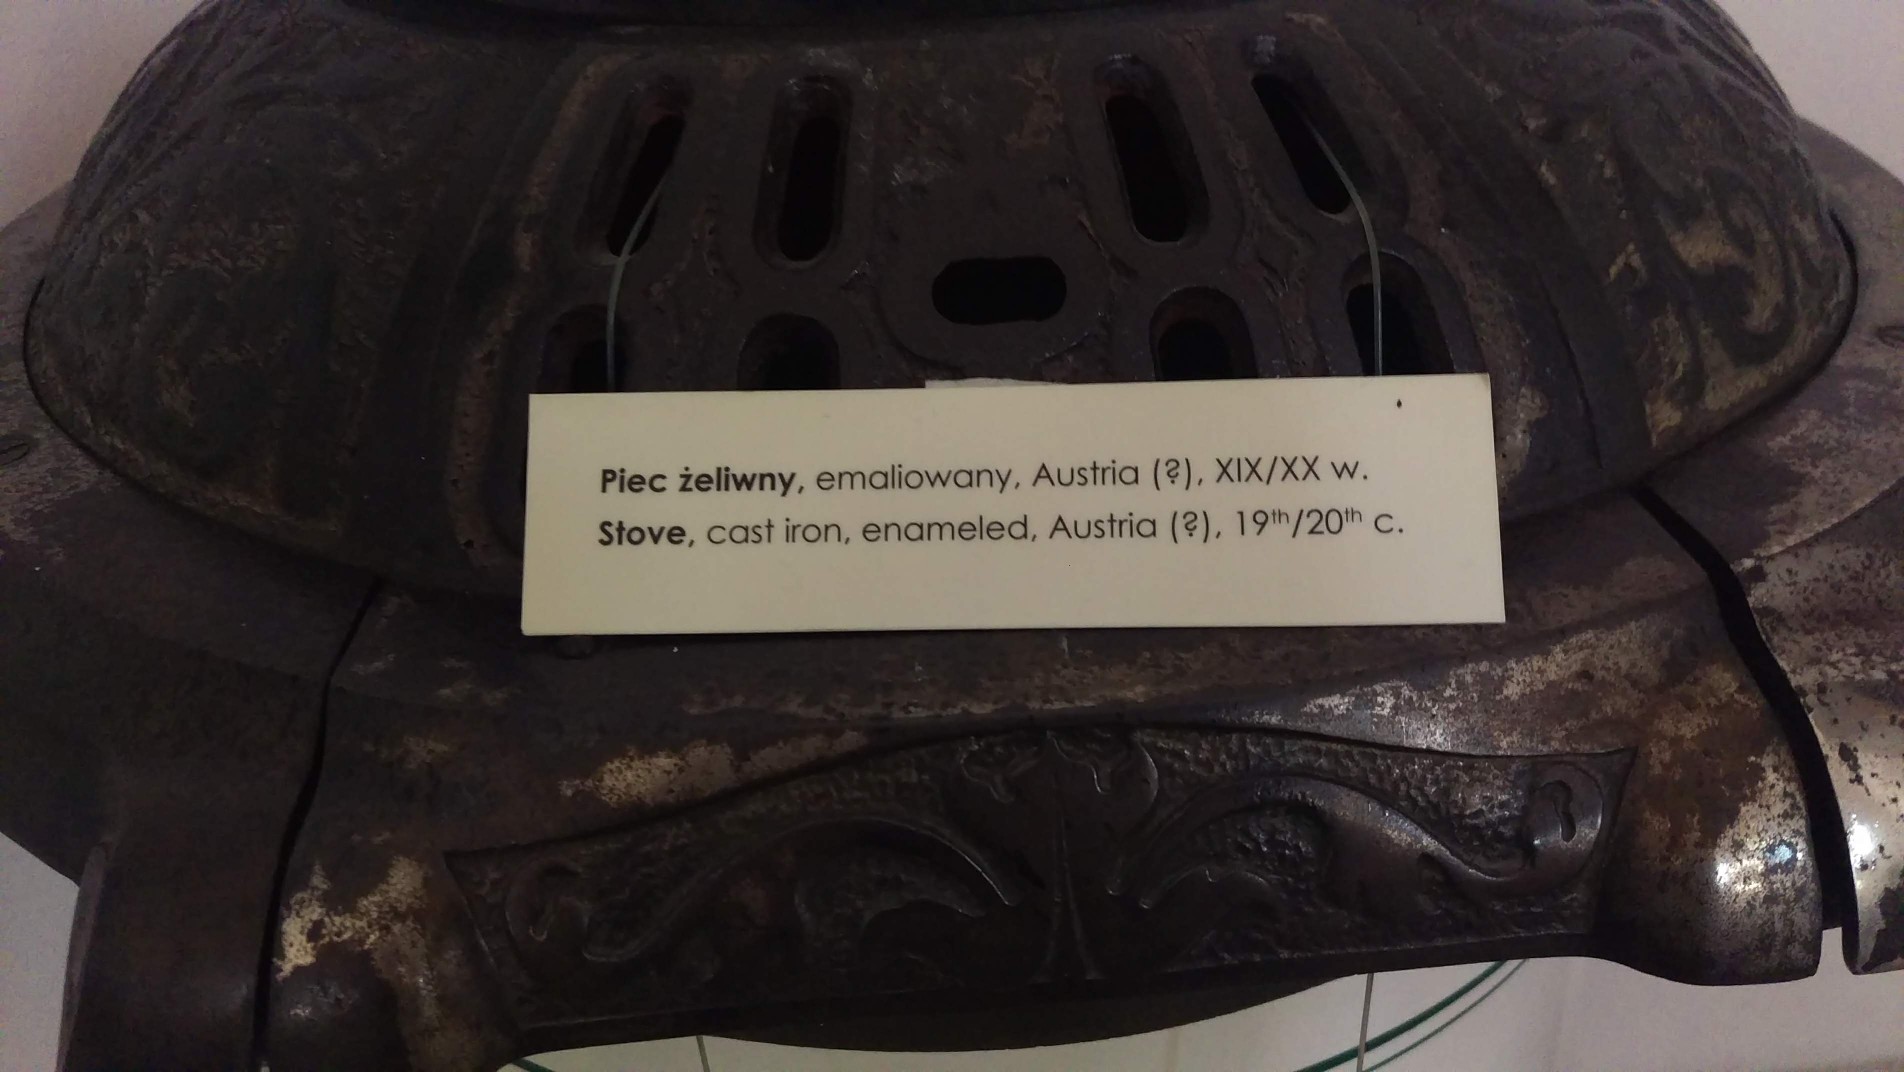 Piec żeliwny, emaliowany, Austria (?), XIX/XX w.
Stove, cast iron, enameled, Austria (?), 19th/20th c.